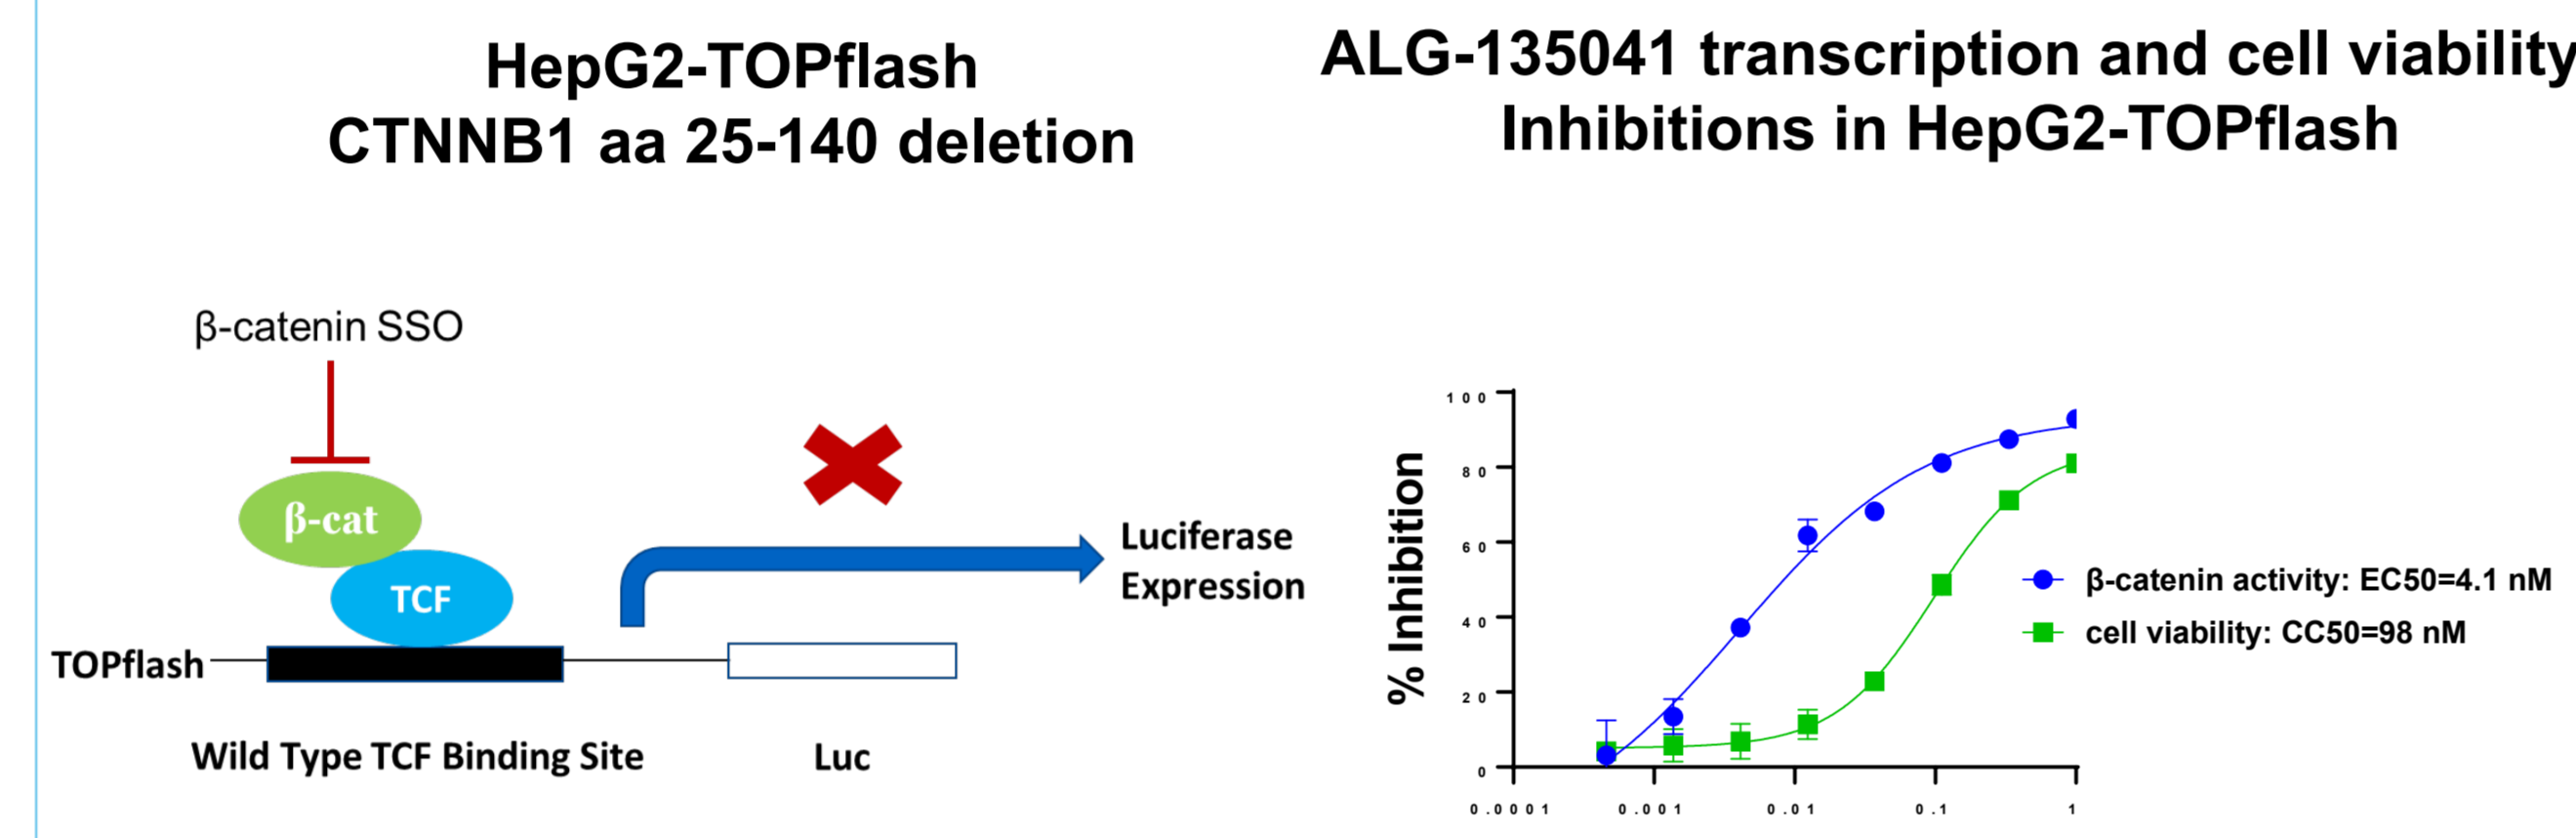 HepG2-TOPflash
CTNNB1 aa 25-140 deletion
β-catenin SSO
β-cat
TCF
Luciferase
Expression
TOPflash
Wild Type TCF Binding Site
Luc
ALG-135041 transcription and cell viability
Inhibitions in HepG2-TOPflash
% Inhibition
100
80
60
40
20
0
0.0001
0.001
0.01
0.1
1
β-catenin activity: EC50=4.1 nM
cell viability: CC50=98 nM